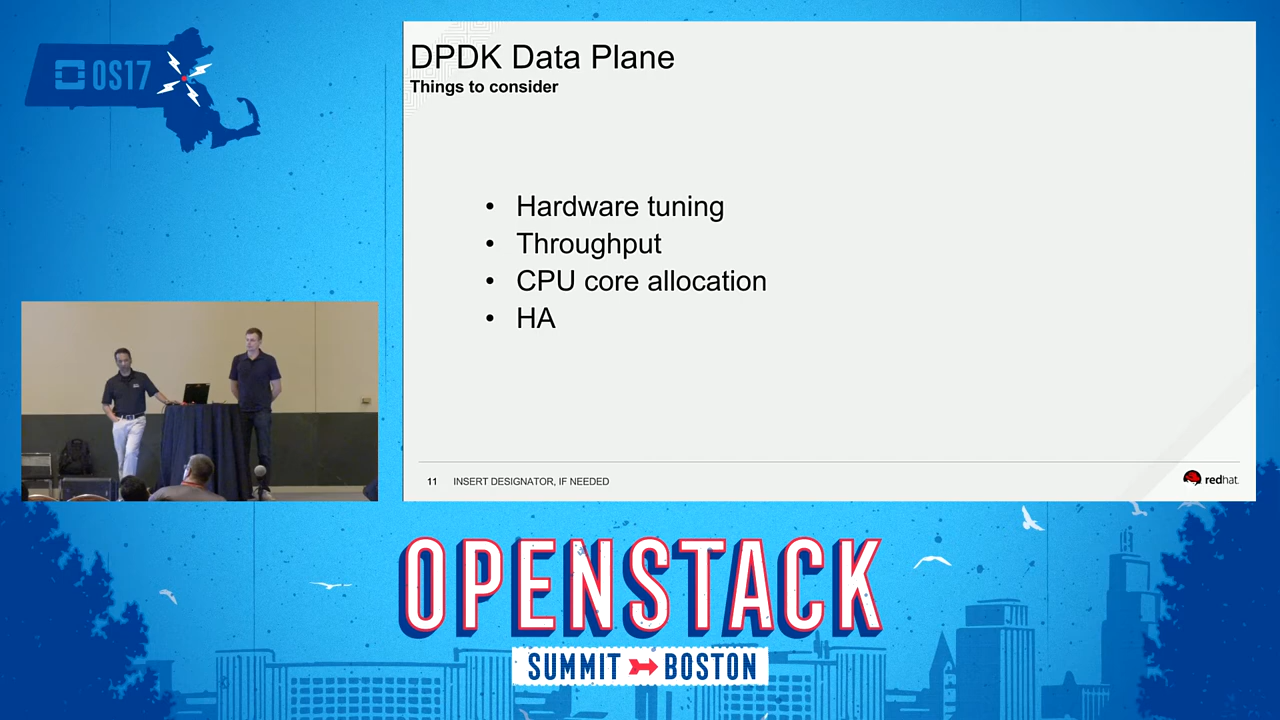 OS17
DPDK Data Plane
Things to consider
• Hardware tuning
• Throughput
• CPU core allocation
• HA
11 INSERT DESIGNATOR, IF NEEDED
redhat.
OPENSTACK
SUMMIT BOSTON